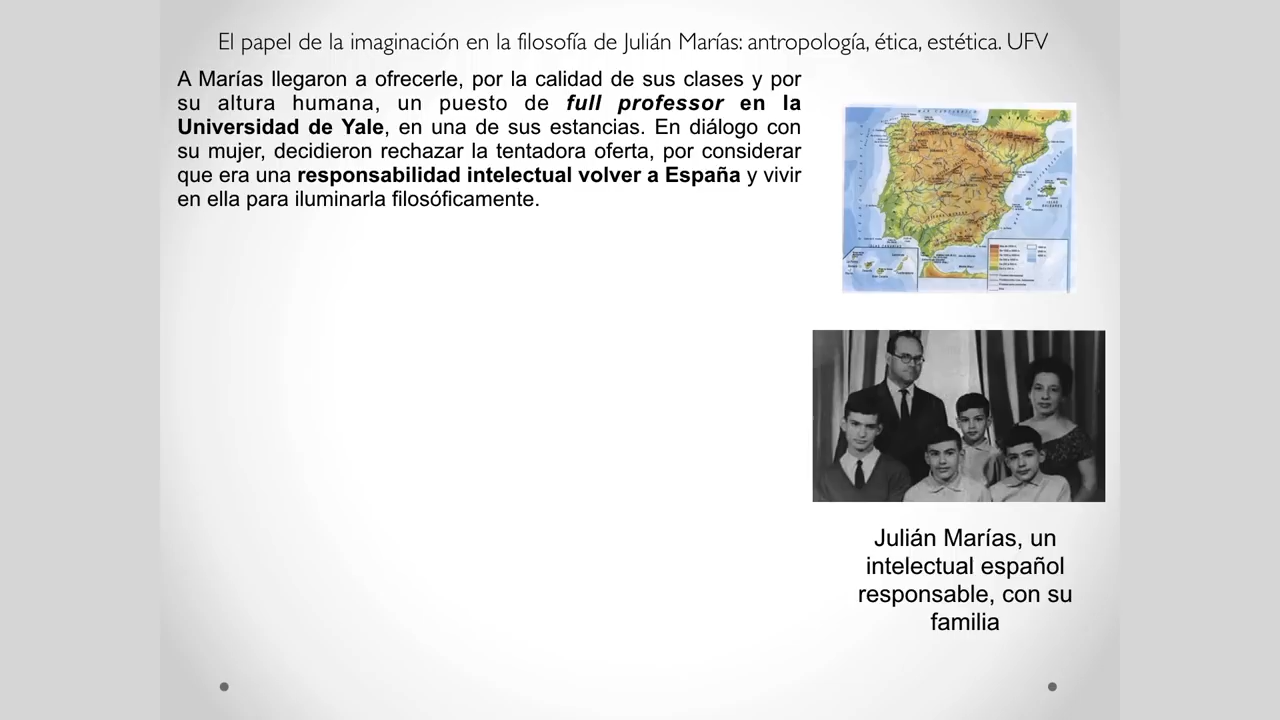 El papel de la imaginación en la filosofía de Julián Marías: antropología, ética, estética. UFV
A Marías llegaron a ofrecerle, por la calidad de sus clases y por
su altura humana, un puesto de full professor en la
Universidad de Yale, en una de sus estancias. En diálogo con
su mujer, decidieron rechazar la tentadora oferta, por considerar
que era una responsabilidad intelectual volver a España y vivir
en ella para iluminarla filosóficamente.
Julián Marías, un
intelectual español
responsable, con su
familia